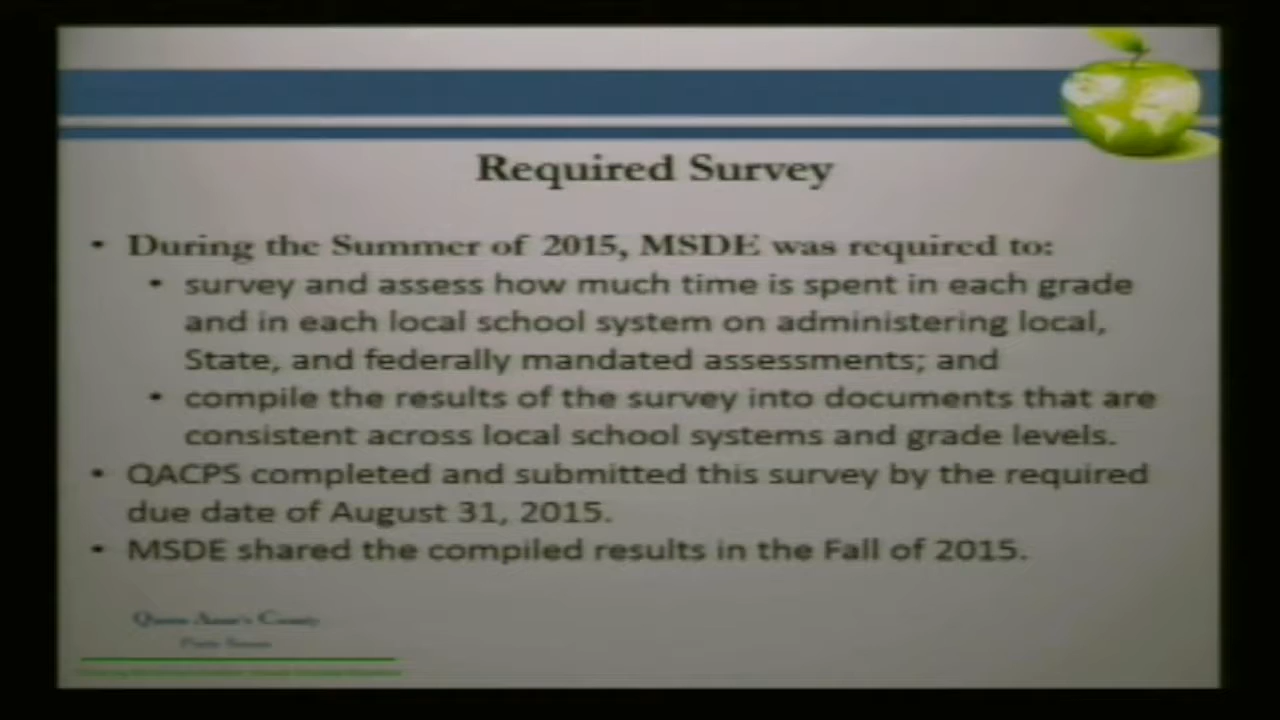 Required Survey
• During the Summer of 2015, MSDE was required to:
• survey and assess how much time is spent in each grade
and in each local school system on administering local,
State, and federally mandated assessments; and
• compile the results of the survey into documents that are
consistent across local school systems and grade levels.
• QACPS completed and submitted this survey by the required
due date of August 31, 2015.
• MSDE shared the compiled results in the Fall of 2015.
Queen Anne's County